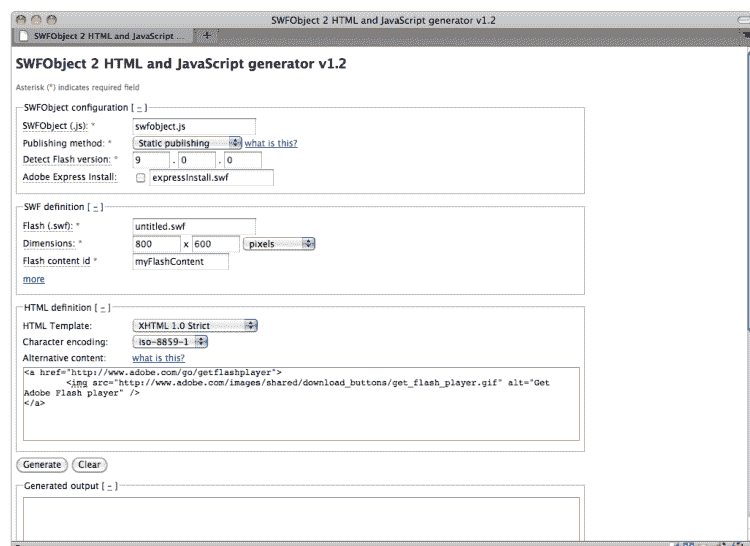 SWFObject 2 HTML and JavaScript generator v1.2
SWFObject 2 HTML and JavaScript ... +
SWFObject 2 HTML and JavaScript generator v1.2
Asterisk (*) indicates required field
SWFObject configuration [ - ]
SWFObject (.js): * swfobject.js
Publishing method: * Static publishing what is this?
Detect Flash version: * 9 . 0 . 0
Adobe Express Install: expressInstall.swf
SWF definition [ - ]
Flash (.swf): * untitled.swf
Dimensions: * 800 x 600 pixels
Flash content id * myFlashContent
more
HTML definition [ - ]
HTML Template: XHTML 1.0 Strict
Character encoding: iso-8859-1
Alternative content: what is this?
<a href="http://www.adobe.com/go/getflashplayer">
<img src="http://www.adobe.com/images/shared/download_buttons/get_flash_player.gif" alt="Get
Adobe Flash player" />
</a>
Generate Clear
Generated output [ - ]